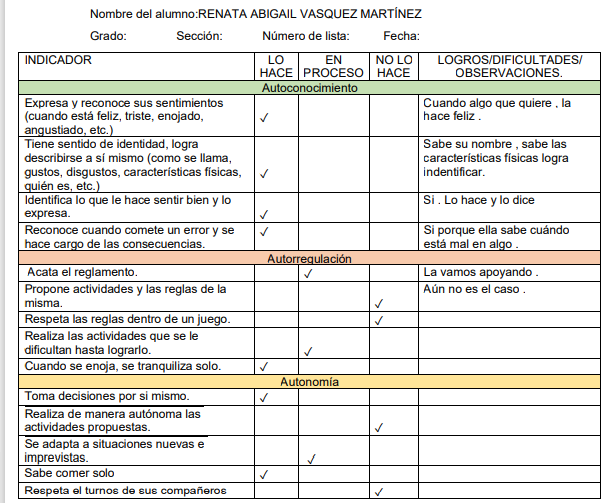 Nombre del alumno:RENATA ABIGAIL VASQUEZ MARTÍNEZ
Grado: Sección: Número de lista: Fecha:
INDICADOR LO HACE EN PROCESO NO LO HACE LOGROS/DIFICULTADES/ OBSERVACIONES.
Autoconocimiento
Expresa y reconoce sus sentimientos (cuando está feliz, triste, enojado, angustiado, etc.) ✓ Cuando algo que quiere , la hace feliz .
Tiene sentido de identidad, logra describirse a sí mismo (como se llama, gustos, disgustos, características físicas, quién es, etc.) ✓ Sabe su nombre , sabe las características físicas logra indentificar.
Identifica lo que le hace sentir bien y lo expresa. ✓ Si . Lo hace y lo dice
Reconoce cuando comete un error y se hace cargo de las consecuencias. ✓ Si porque ella sabe cuándo está mal en algo .
Autorregulación
Acata el reglamento. ✓ La vamos apoyando .
Propone actividades y las reglas de la misma. ✓ Aún no es el caso .
Respeta las reglas dentro de un juego. ✓
Realiza las actividades que se le dificultan hasta lograrlo. ✓
Cuando se enoja, se tranquiliza solo. ✓
Autonomía
Toma decisiones por si mismo. ✓
Realiza de manera autónoma las actividades propuestas. ✓
Se adapta a situaciones nuevas e imprevistas. ✓
Sabe comer solo ✓
Respeta el turnos de sus compañeros ✓